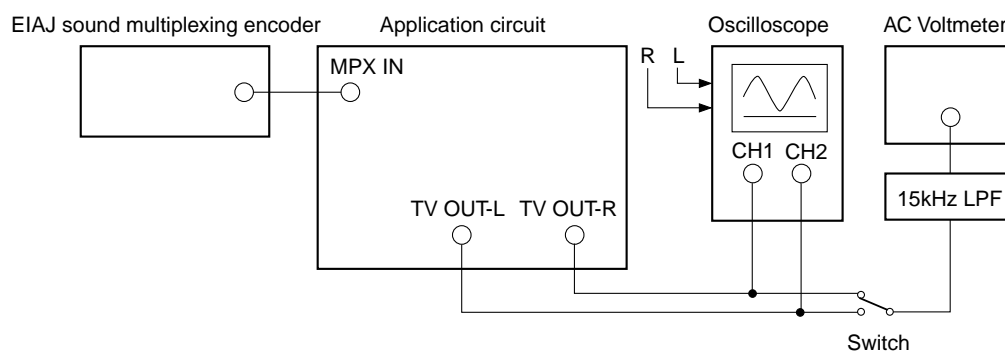 EIAJ sound multiplexing encoder
Application circuit
Oscilloscope
AC Voltmeter
MPX IN
R L
CH1 CH2
15kHz LPF
TV OUT-L TV OUT-R
Switch